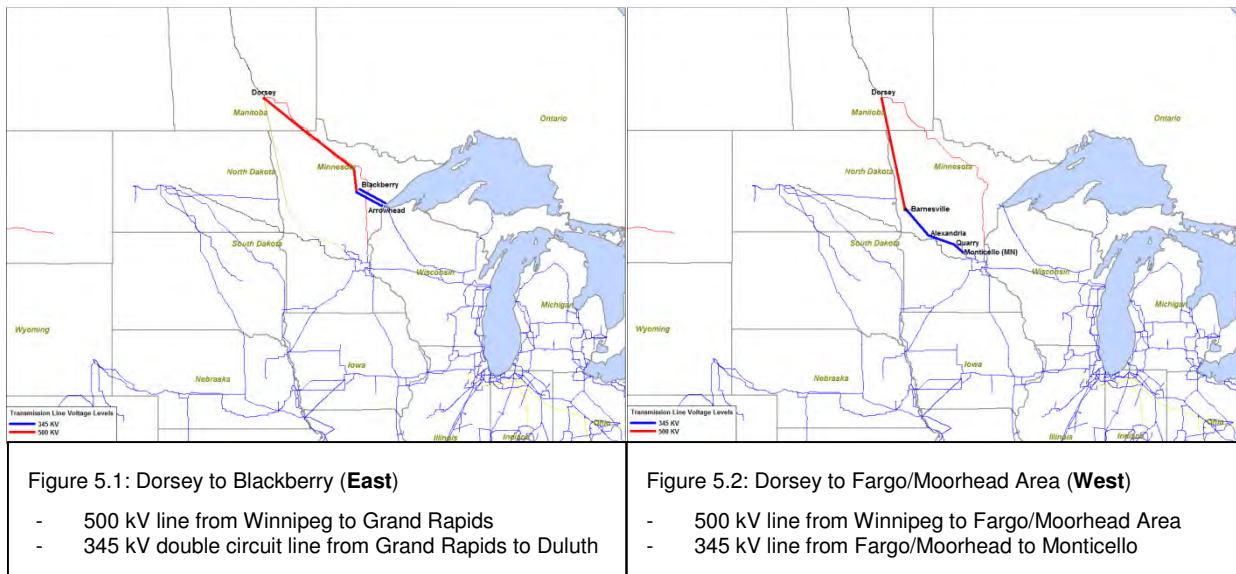 Dorsey
Manitoba
Ontario
North Dakota
Minnesota
Blackberry
Arrowhead
South Dakota
Wisconsin
Michigan
Wyoming
Iowa
Nebraska
Illinois
Indiana
Ohio
Transmission Line Voltage Levels
345 KV
500 KV
Dorsey
Manitoba
Ontario
North Dakota
Minnesota
Barnesville
Alexandria
South Dakota
Quarry
Monticello (MN)
Wisconsin
Michigan
Wyoming
Iowa
Nebraska
Illinois
Indiana
Ohio
Transmission Line Voltage Levels
345 KV
500 KV
Figure 5.1: Dorsey to Blackberry (East)
- 500 kV line from Winnipeg to Grand Rapids
- 345 kV double circuit line from Grand Rapids to Duluth
Figure 5.2: Dorsey to Fargo/Moorhead Area (West)
- 500 kV line from Winnipeg to Fargo/Moorhead Area
- 345 kV line from Fargo/Moorhead to Monticello